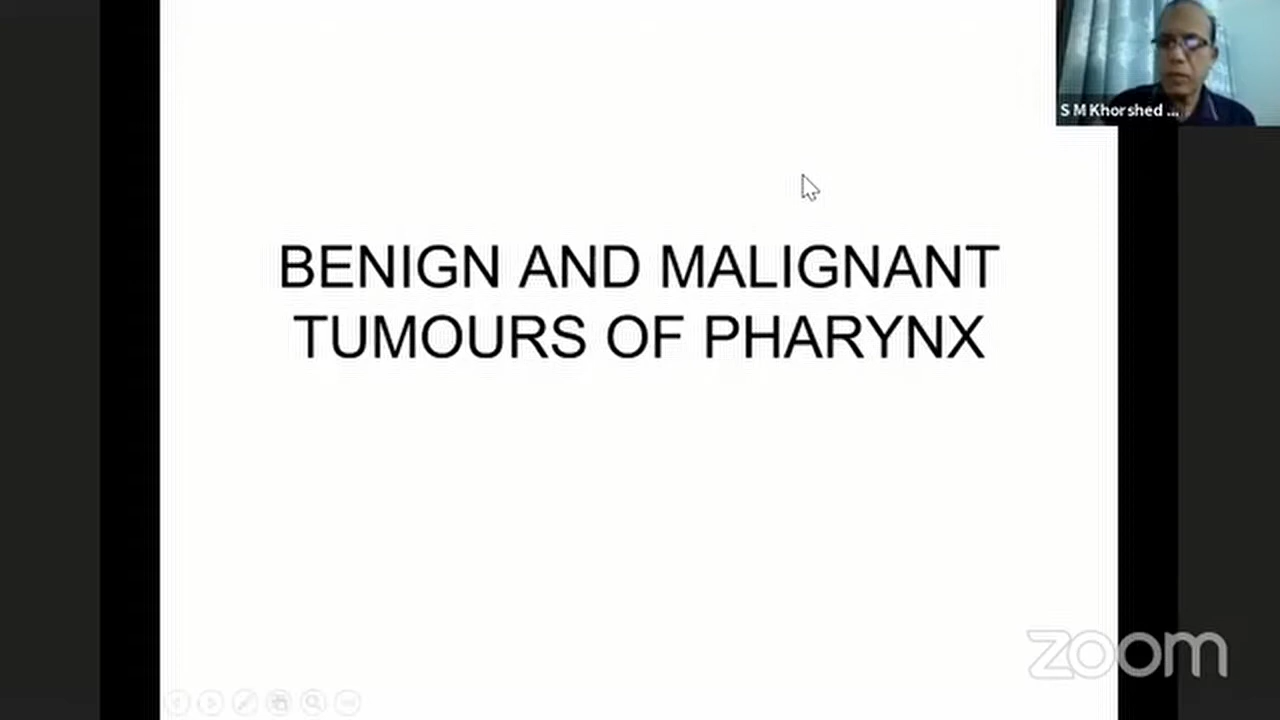 S M Khorshed ...
BENIGN AND MALIGNANT
TUMOURS OF PHARYNX
zoom